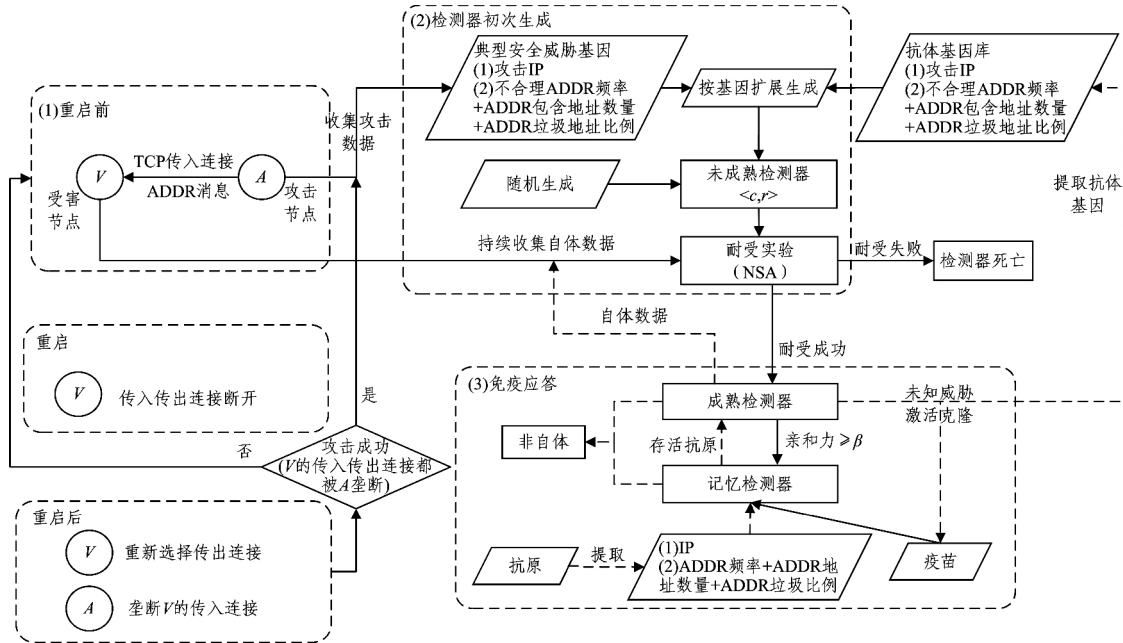 (1)重启前
V
受害
节点
TCP传入连接
ADDR消息
A
攻击
节点
收集攻击
数据
重启
V
传入传出连接断开
是
否
攻击成功
(V的传入传出连接都
被A垄断)
重启后
V
重新选择传出连接
A
垄断V的传入连接
(2)检测器初次生成
典型安全威胁基因
(1)攻击IP
(2)不合理ADDR频率
+ADDR包含地址数量
+ADDR垃圾地址比例
按基因扩展生成
抗体基因库
(1)攻击IP
(2)不合理ADDR频率
+ADDR包含地址数量
+ADDR垃圾地址比例
随机生成
未成熟检测器
<c,r>
提取抗体
基因
持续收集自体数据
耐受实验
(NSA)
耐受失败
检测器死亡
自体数据
耐受成功
(3)免疫应答
成熟检测器
未知威胁
激活克隆
非自体
存活抗原
亲和力≥β
记忆检测器
抗原
提取
(1)IP
(2)ADDR频率+ADDR地
址数量+ADDR垃圾比例
疫苗